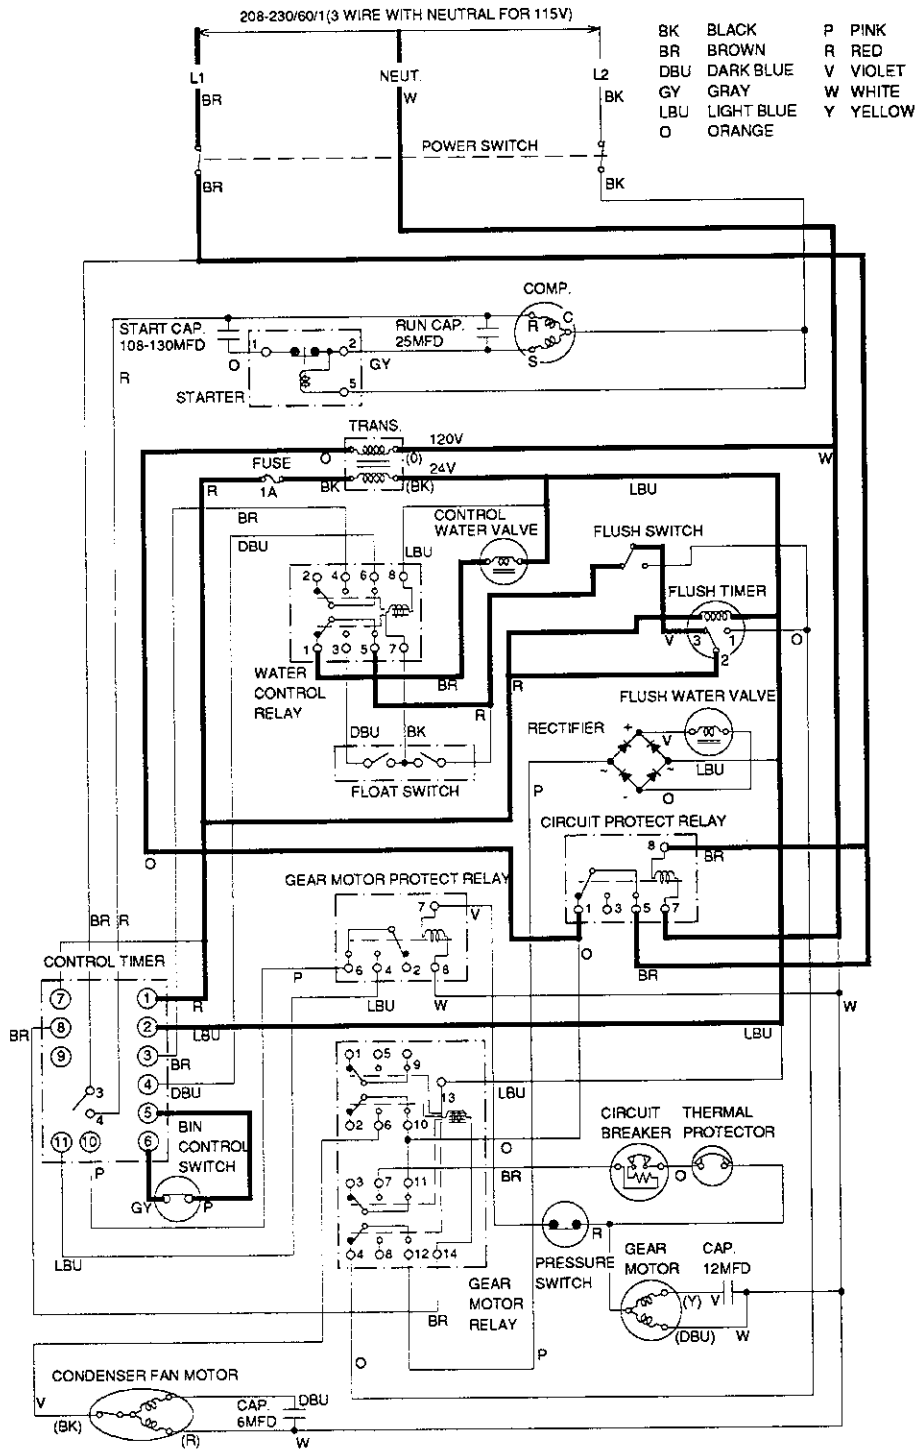 208-230/60/1(3 WIRE WITH NEUTRAL FOR 115V)
BK BLACK P PINK
BR BROWN R RED
DBU DARK BLUE V VIOLET
GY GRAY W WHITE
LBU LIGHT BLUE Y YELLOW
O ORANGE
L1 NEUT. L2
BR W BK
POWER SWITCH
BR BK
COMP.
START CAP.
108-130MFD
RUN CAP.
25MFD
R C
S
1 2
O GY
R
5
STARTER
TRANS.
120V
O (O)
W
FUSE
24V
R 1A BK (BK)
LBU
BR
CONTROL
WATER VALVE
FLUSH SWITCH
DBU LBU
2 4 6 8
FLUSH TIMER
1 3 5 7
V 3 1 O
2
WATER
CONTROL
RELAY
BR R
R
FLUSH WATER VALVE
RECTIFIER
+ V
DBU BK
~ ~ LBU
FLOAT SWITCH
P - O
CIRCUIT PROTECT RELAY
8 BR
O
GEAR MOTOR PROTECT RELAY
7 V
1 3 5 7
BR R
O
CONTROL TIMER
P 6 4 2 8
BR
7 1 R
LBU W W
BR 8 2 LBU
LBU
9 3 BR
1 5 9
4 DBU
LBU
13
3
4
5 BIN
CONTROL
SWITCH
2 6 10
O
CIRCUIT
BREAKER
THERMAL
PROTECTOR
11 10 6
P
BR O
3 7 11
GY P
R
LBU
4 8 12 14
PRESSURE
SWITCH
GEAR
MOTOR
CAP.
12MFD
GEAR
MOTOR
RELAY
(Y) V
BR
(DBU) W
P
O
CONDENSER FAN MOTOR
V
CAP.
6MFD
DBU
(BK) (R) W